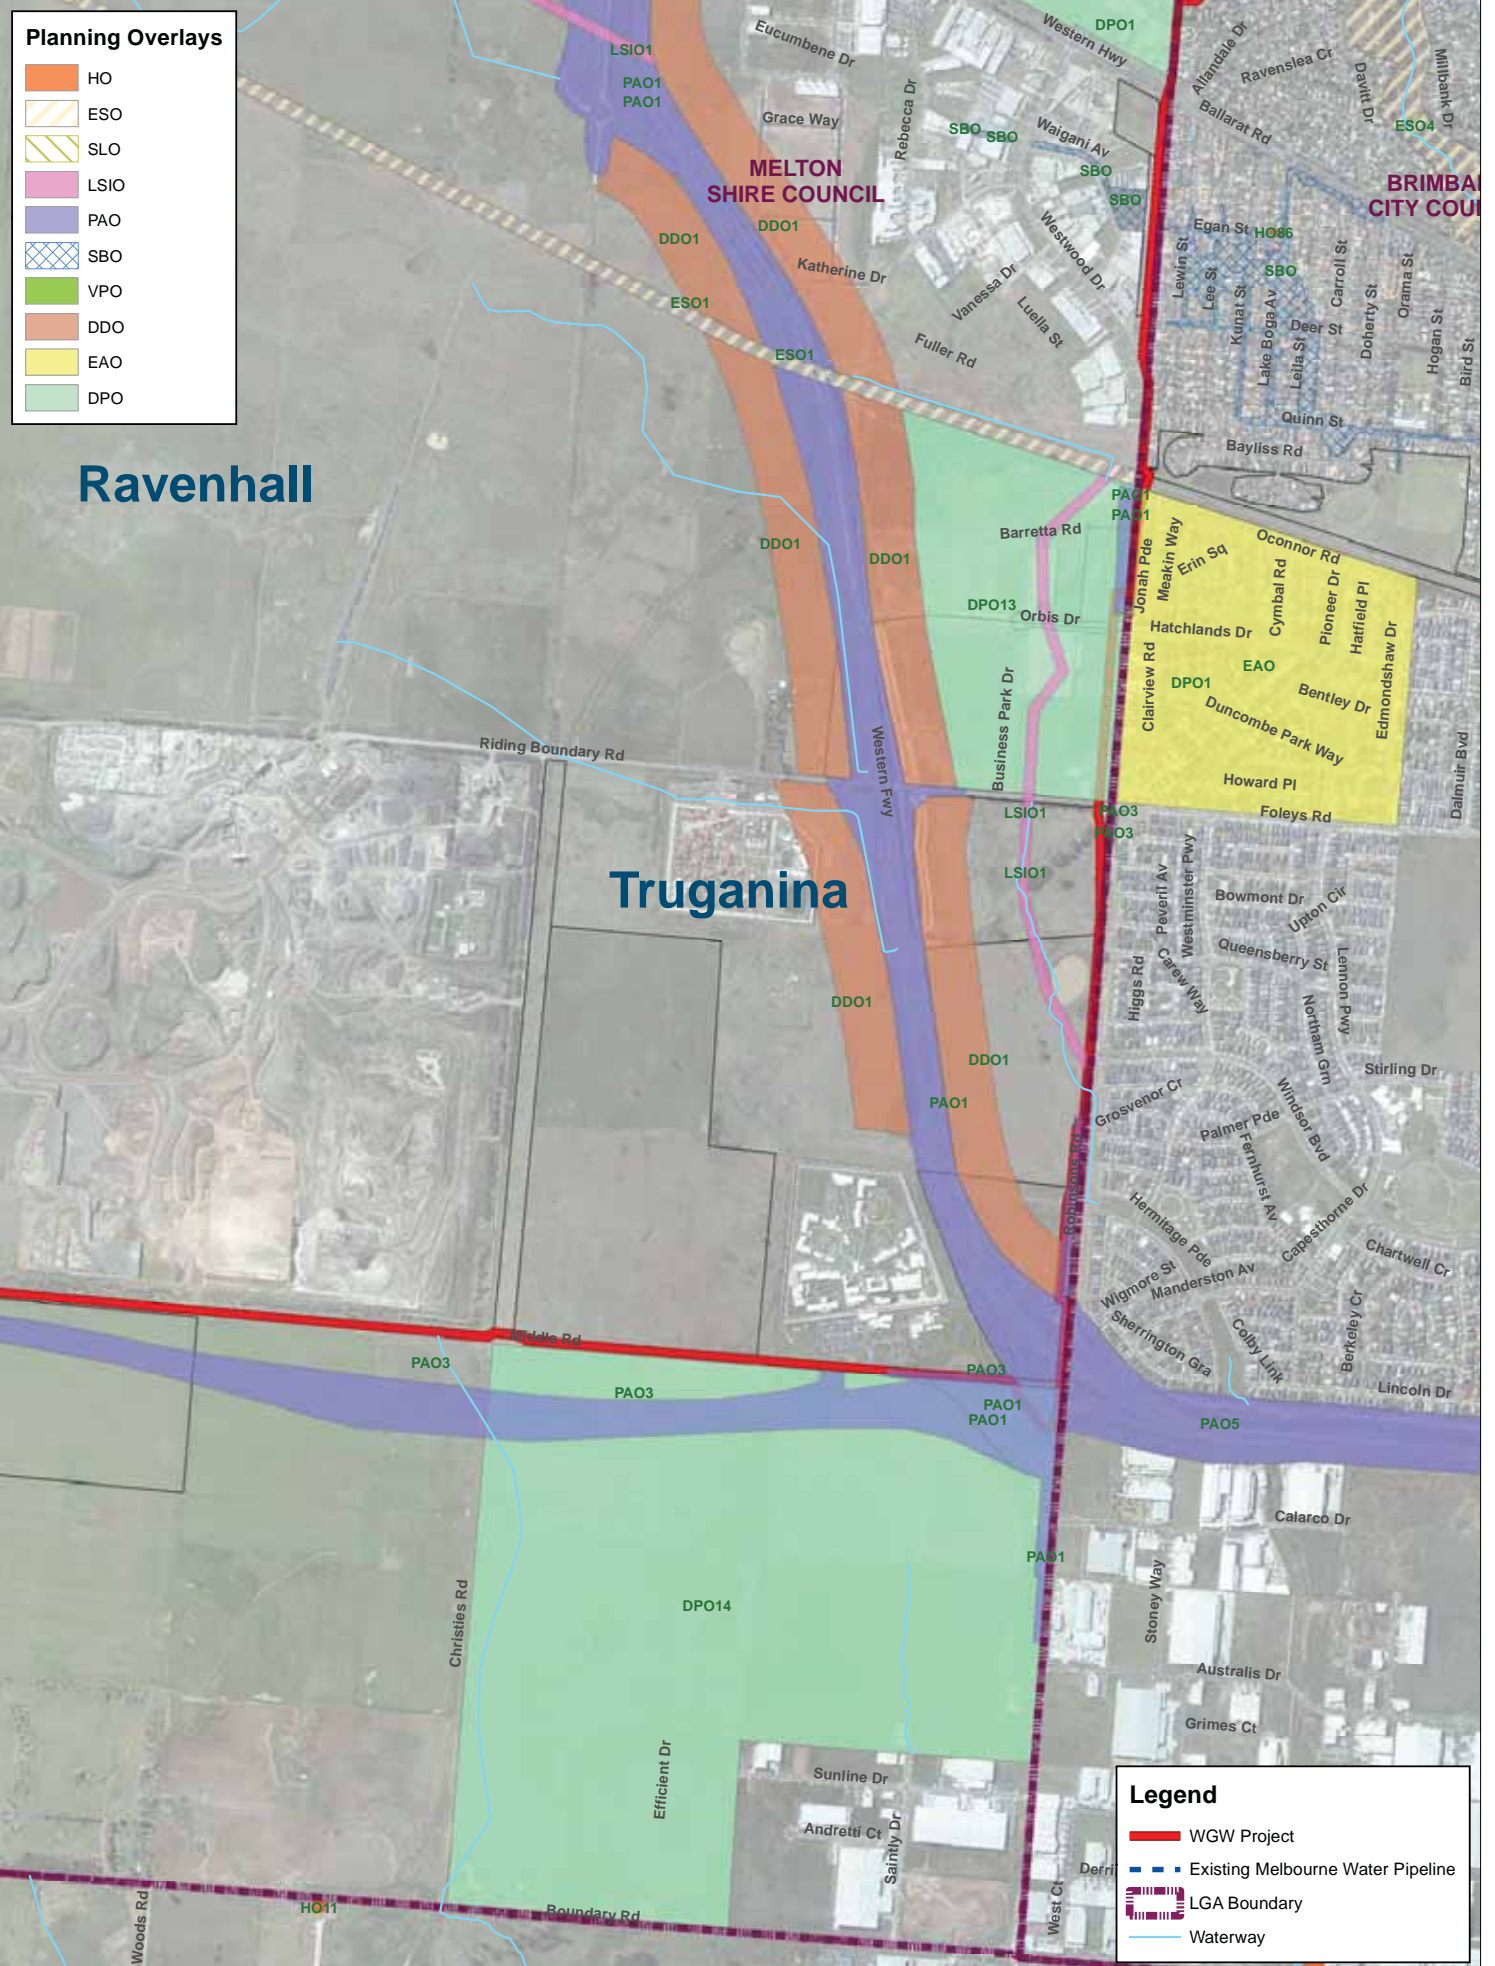 Planning Overlays
HO
ESO
SLO
LSIO
PAO
SBO
VPO
DDO
EAO
DPO
LSIO1
PAO1
PAO1
Eucumbene Dr
Grace Way
Rebecca Dr
Western Hwy
DPO1
Allandale Dr
Ravenslea Cr
Davitt Dr
Millbank Dr
Ballarat Rd
ESO4
SBO
SBO
Waigani Av
SBO
SBO
MELTON
SHIRE COUNCIL
BRIMBA
CITY COU
DDO1
DDO1
Katherine Dr
Vanessa Dr
Westwood Dr
Luella St
Fuller Rd
ESO1
ESO1
Egan St
HO86
SBO
Lewin St
Lee St
Kunat St
Lake Boga Av
Leila St
Deer St
Carroll St
Doherty St
Orama St
Hogan St
Bird St
Quinn St
Bayliss Rd
Ravenhall
PAO1
PAO1
Barretta Rd
DDO1
DDO1
DPO13
Orbis Dr
Business Park Dr
Jonah Pde
Meakin Way
Erin Sq
Oconnor Rd
Cymbal Rd
Pioneer Dr
Hatfield Pl
Edmondshaw Dr
Hatchlands Dr
Clairview Rd
EAO
DPO1
Bentley Dr
Duncombe Park Way
Howard Pl
Foleys Rd
Dalmuir Bvd
Riding Boundary Rd
Western Fwy
LSIO1
PAO3
PAO3
LSIO1
Truganina
Peveril Av
Westminster Pwy
Bowmont Dr
Upton Cir
Queensberry St
Carew Way
Higgs Rd
Lennon Pwy
Northam Grn
Stirling Dr
DDO1
DDO1
PAO1
Grosvenor Cr
Palmer Pde
Windsor Bvd
Fernhurst Av
Robinsons Rd
Hermitage Pde
Capesthorne Dr
Chartwell Cr
Wigmore St
Manderston Av
Sherrington Gra
Colby Link
Berkeley Cr
Lincoln Dr
Middle Rd
PAO3
PAO3
PAO3
PAO1
PAO1
PAO5
Calarco Dr
PAO1
Stoney Way
DPO14
Christies Rd
Australis Dr
Grimes Ct
Efficient Dr
Sunline Dr
Andretti Ct
Saintly Dr
West Ct
Derri
Woods Rd
HO11
Boundary Rd
Legend
WGW Project
Existing Melbourne Water Pipeline
LGA Boundary
Waterway